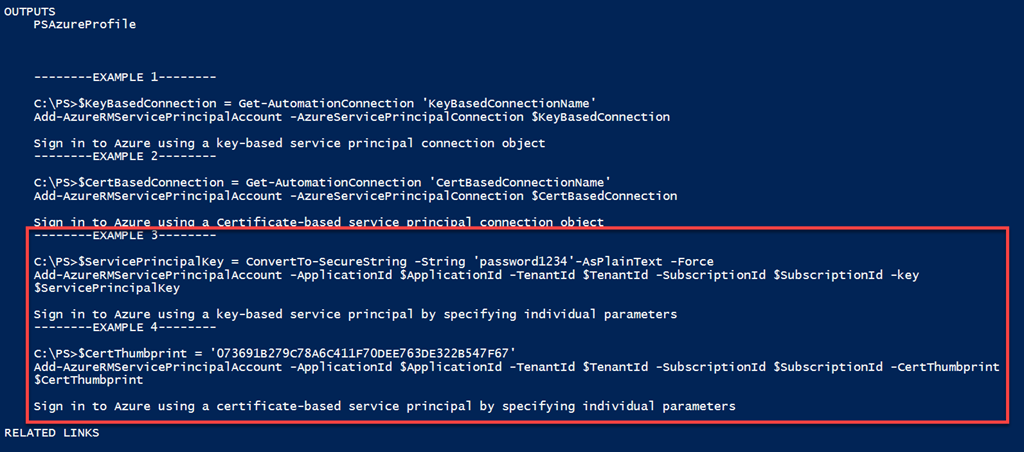 OUTPUTS
PSAzureProfile
--------EXAMPLE 1--------
C:\PS>$KeyBasedConnection = Get-AutomationConnection 'KeyBasedConnectionName'
Add-AzureRMServicePrincipalAccount -AzureServicePrincipalConnection $KeyBasedConnection
Sign in to Azure using a key-based service principal connection object
--------EXAMPLE 2--------
C:\PS>$CertBasedConnection = Get-AutomationConnection 'CertBasedConnectionName'
Add-AzureRMServicePrincipalAccount -AzureServicePrincipalConnection $CertBasedConnection
Sign in to Azure using a Certificate-based service principal connection object
--------EXAMPLE 3--------
C:\PS>$ServicePrincipalKey = ConvertTo-SecureString -String 'password1234'-AsPlainText -Force
Add-AzureRMServicePrincipalAccount -ApplicationId $ApplicationId -TenantId $TenantId -SubscriptionId $SubscriptionId -key
$ServicePrincipalKey
Sign in to Azure using a key-based service principal by specifying individual parameters
--------EXAMPLE 4--------
C:\PS>$CertThumbprint = '073691B279C78A6C411F70DEE763DE322B547F67'
Add-AzureRMServicePrincipalAccount -ApplicationId $ApplicationId -TenantId $TenantId -SubscriptionId $SubscriptionId -CertThumbprint
$CertThumbprint
Sign in to Azure using a certificate-based service principal by specifying individual parameters
RELATED LINKS